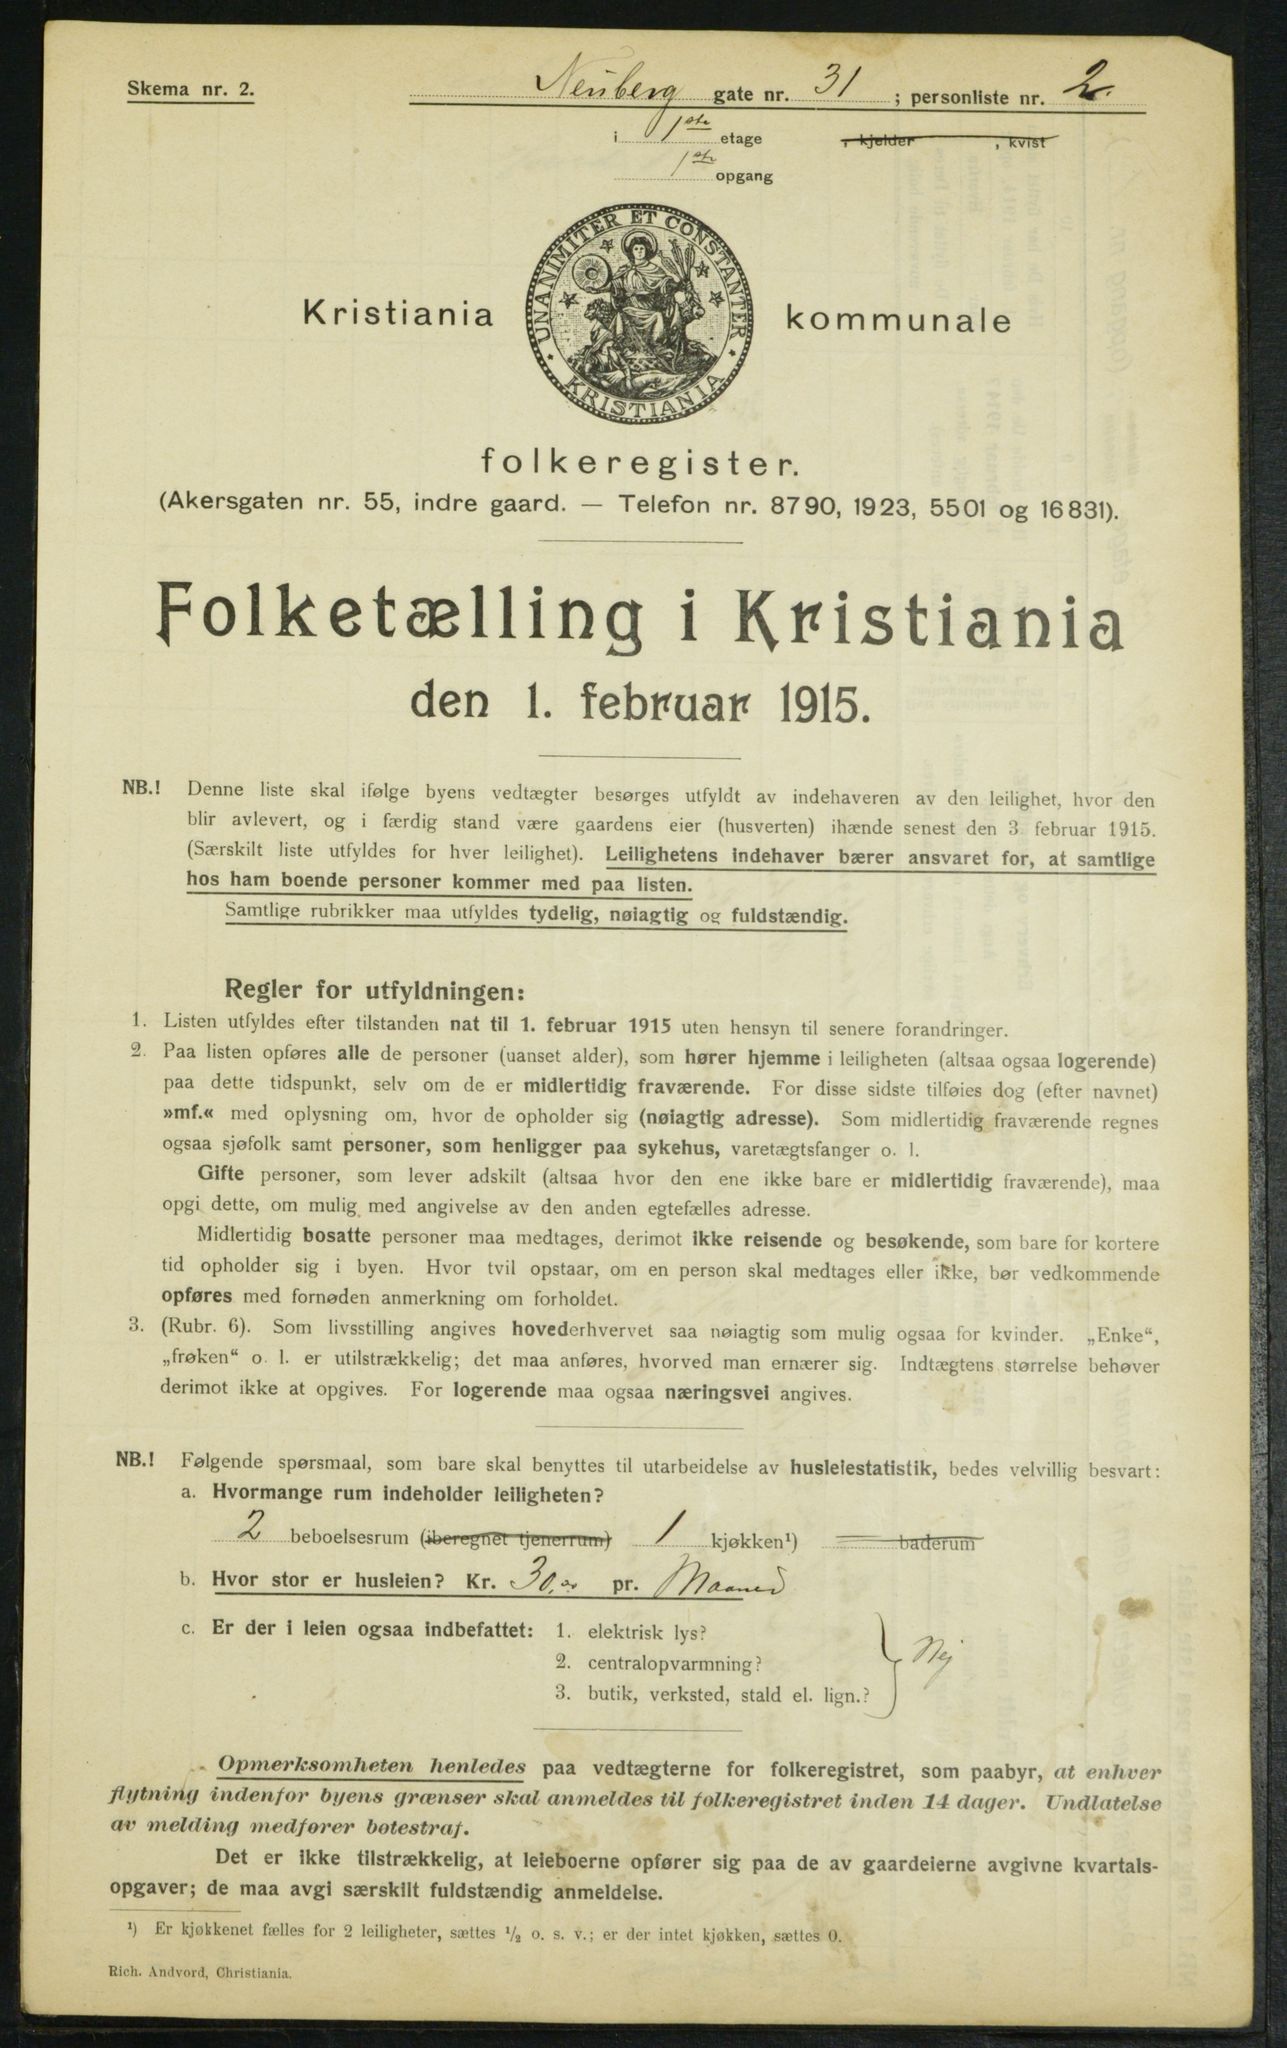 Skema nr. 2.
Neuberg gate nr. 31 ; personliste nr. 2.
i 1ste etage , kjelder , kvist
1ste opgang
UNANIMITER ET CONSTANTER
KRISTIANIA
Kristiania kommunale
folkeregister.
(Akersgaten nr. 55, indre gaard. — Telefon nr. 8790, 1923, 5501 og 16831).
Folketælling i Kristiania
den 1. februar 1915.
NB.! Denne liste skal ifølge byens vedtægter besørges utfyldt av indehaveren av den leilighet, hvor den
blir avlevert, og i færdig stand være gaardens eier (husverten) ihænde senest den 3 februar 1915.
(Særskilt liste utfyldes for hver leilighet). Leilighetens indehaver bærer ansvaret for, at samtlige
hos ham boende personer kommer med paa listen.
Samtlige rubrikker maa utfyldes tydelig, nøiagtig og fuldstændig.
Regler for utfyldningen:
1. Listen utfyldes efter tilstanden nat til 1. februar 1915 uten hensyn til senere forandringer.
2. Paa listen opføres alle de personer (uanset alder), som hører hjemme i leiligheten (altsaa ogsaa logerende)
paa dette tidspunkt, selv om de er midlertidig fraværende. For disse sidste tilføies dog (efter navnet)
»mf.« med oplysning om, hvor de opholder sig (nøiagtig adresse). Som midlertidig fraværende regnes
ogsaa sjøfolk samt personer, som henligger paa sykehus, varetægtsfanger o. l.
Gifte personer, som lever adskilt (altsaa hvor den ene ikke bare er midlertidig fraværende), maa
opgi dette, om mulig med angivelse av den anden egtefælles adresse.
Midlertidig bosatte personer maa medtages, derimot ikke reisende og besøkende, som bare for kortere
tid opholder sig i byen. Hvor tvil opstaar, om en person skal medtages eller ikke, bør vedkommende
opføres med fornøden anmerkning om forholdet.
3. (Rubr. 6). Som livsstilling angives hovederhvervet saa nøiagtig som mulig ogsaa for kvinder. „Enke“,
„frøken“ o. l. er utilstrækkelig; det maa anføres, hvorved man ernærer sig. Indtægtens størrelse behøver
derimot ikke at opgives. For logerende maa ogsaa næringsvei angives.
NB.! Følgende spørsmaal, som bare skal benyttes til utarbeidelse av husleiestatistik, bedes velvillig besvart:
a. Hvormange rum indeholder leiligheten?
2 beboelsesrum (iberegnet tjenerrum) 1 kjøkken¹) baderum
b. Hvor stor er husleien? Kr. 30,00 pr. Maaned
c. Er der i leien ogsaa indbefattet: 1. elektrisk lys?
2. centralopvarmning?
3. butik, verksted, stald el. lign.?
Nej
Opmerksomheten henledes paa vedtægterne for folkeregistret, som paabyr, at enhver
flytning indenfor byens grænser skal anmeldes til folkeregistret inden 14 dager. Undlatelse
av melding medfører bøtestraf.
Det er ikke tilstrækkelig, at leieboerne opfører sig paa de av gaardeierne avgivne kvartals-
opgaver; de maa avgi særskilt fuldstændig anmeldelse.
¹) Er kjøkkenet fælles for 2 leiligheter, sættes ½ o. s. v.; er der intet kjøkken, sættes 0.
Rich. Andvord, Christiania.